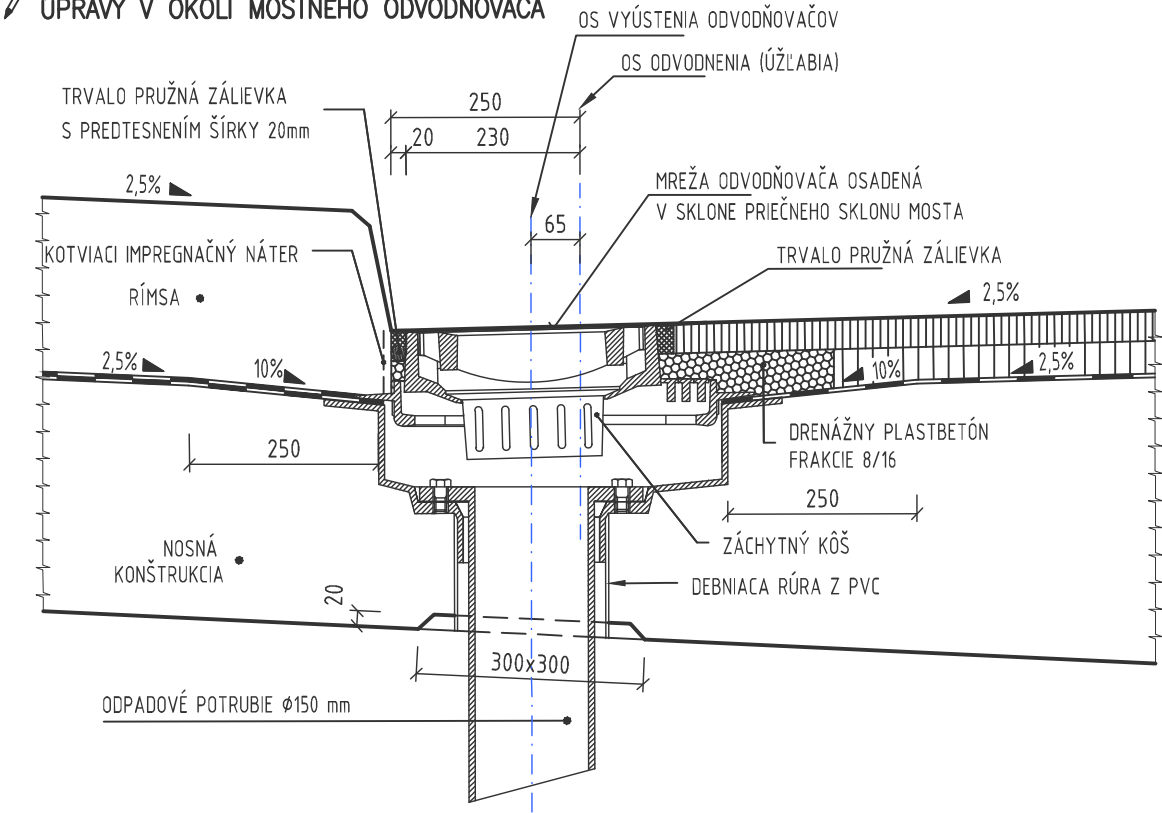 ÚPRAVY V OKOLÍ MOSTNÉHO ODVODŇOVAČA
OS VYÚSTENIA ODVODŇOVAČOV
OS ODVODNENIA (ÚŽĽABIA)
TRVALO PRUŽNÁ ZÁLIEVKA
S PREDTESNENÍM ŠÍRKY 20mm
250
20
230
2,5%
MREŽA ODVODŇOVAČA OSADENÁ
V SKLONE PRIEČNEHO SKLONU MOSTA
65
KOTVIACI IMPREGNAČNÝ NÁTER
TRVALO PRUŽNÁ ZÁLIEVKA
RÍMSA
2,5%
2,5%
10%
10%
2,5%
DRENÁŽNY PLASTBETÓN
FRAKCIE 8/16
250
250
ZÁCHYTNÝ KÔŠ
NOSNÁ
KONŠTRUKCIA
DEBNIACA RÚRA Z PVC
20
300x300
ODPADOVÉ POTRUBIE ϕ150 mm